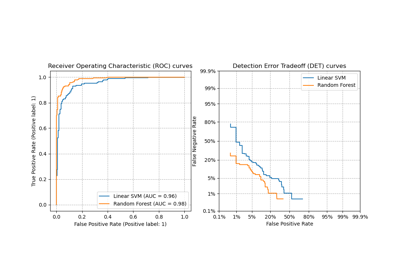 Receiver Operating Characteristic (ROC) curves
1.0
0.8
0.6
0.4
0.2
0.0
True Positive Rate (Positive label: 1)
Linear SVM (AUC = 0.96)
Random Forest (AUC = 0.98)
0.0 0.2 0.4 0.6 0.8 1.0
False Positive Rate (Positive label: 1)
Detection Error Tradeoff (DET) curves
99.9%
99%
95%
80%
50%
20%
5%
1%
0.1%
False Negative Rate
Linear SVM
Random Forest
0.1% 1% 5% 20% 50% 80% 95% 99% 99.9%
False Positive Rate